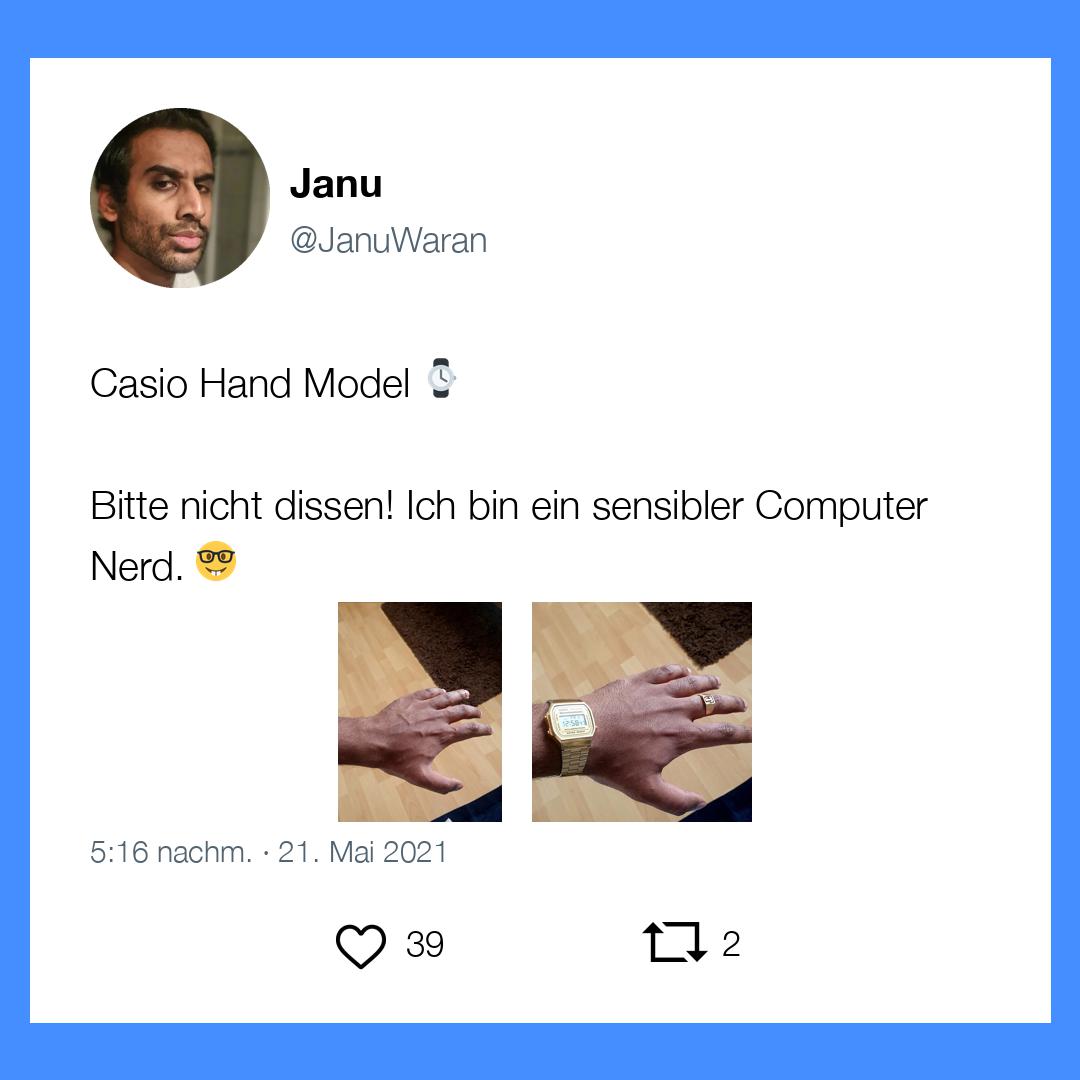 Janu
@JanuWaran
Casio Hand Model ⌚
Bitte nicht dissen! Ich bin ein sensibler Computer
Nerd. 🤓
5:16 nachm. · 21. Mai 2021
39
2